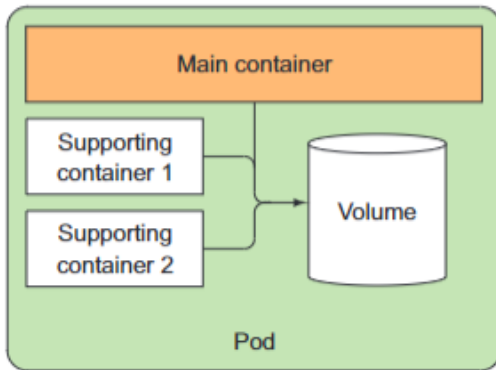 Main container
Supporting
container 1
Supporting
container 2
Volume
Pod